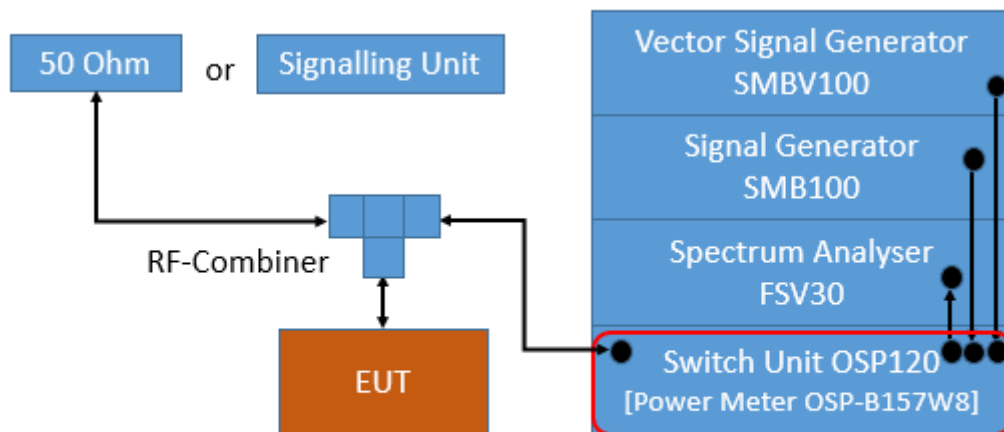 50 Ohm
or
Signalling Unit
RF-Combiner
EUT
Vector Signal Generator
SMBV100
Signal Generator
SMB100
Spectrum Analyser
FSV30
Switch Unit OSP120
[Power Meter OSP-B157W8]